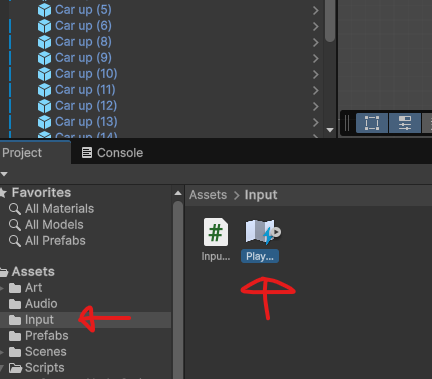 Car up (5)
Car up (6)
Car up (8)
Car up (9)
Car up (10)
Car up (11)
Car up (12)
Car up (13)
Car up (14)
Project
Console
Favorites
All Materials
All Models
All Prefabs
Assets > Input
Inpu...
Play...
Assets
Art
Audio
Input
Prefabs
Scenes
Scripts